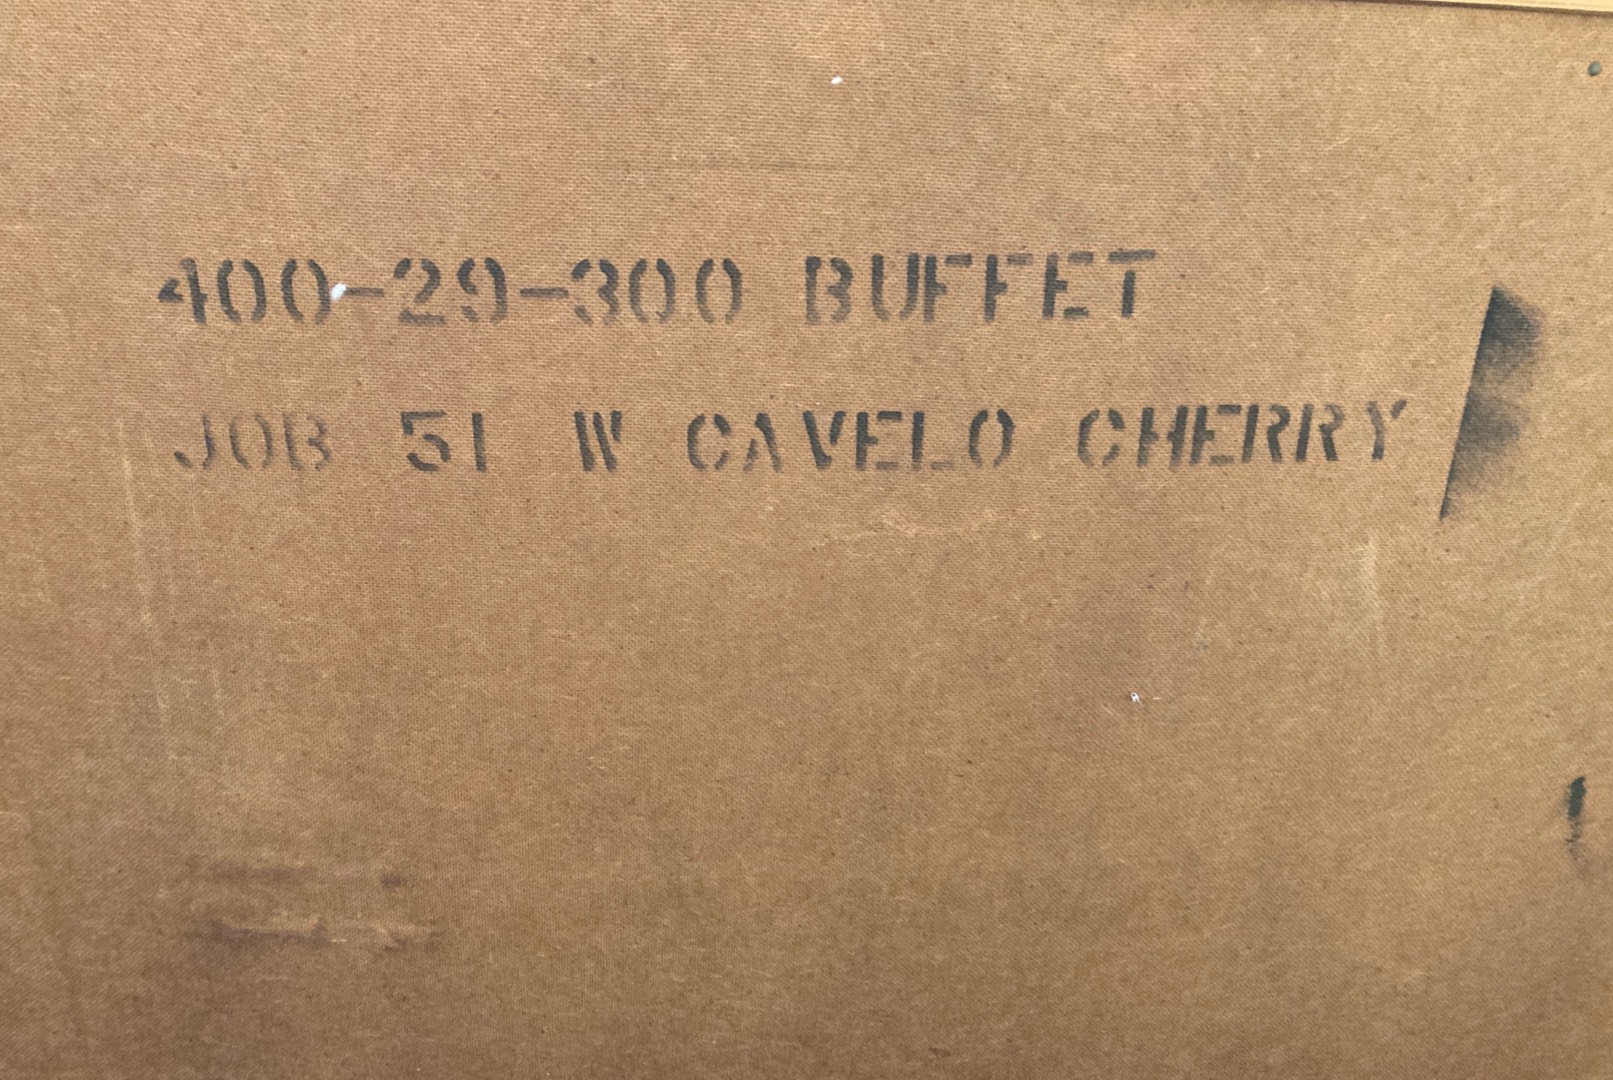 400-29-300 BUFFET
JOB 51 W CAVELO CHERRY